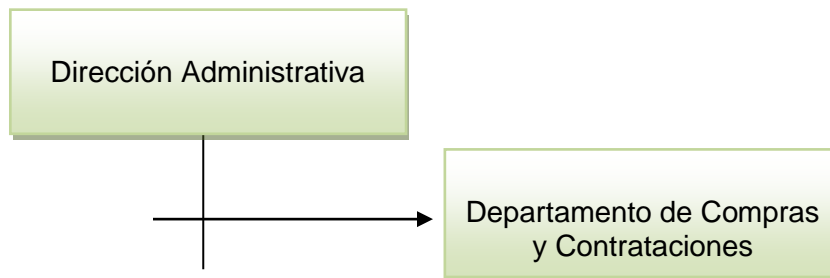 Dirección Administrativa
Departamento de Compras
y Contrataciones